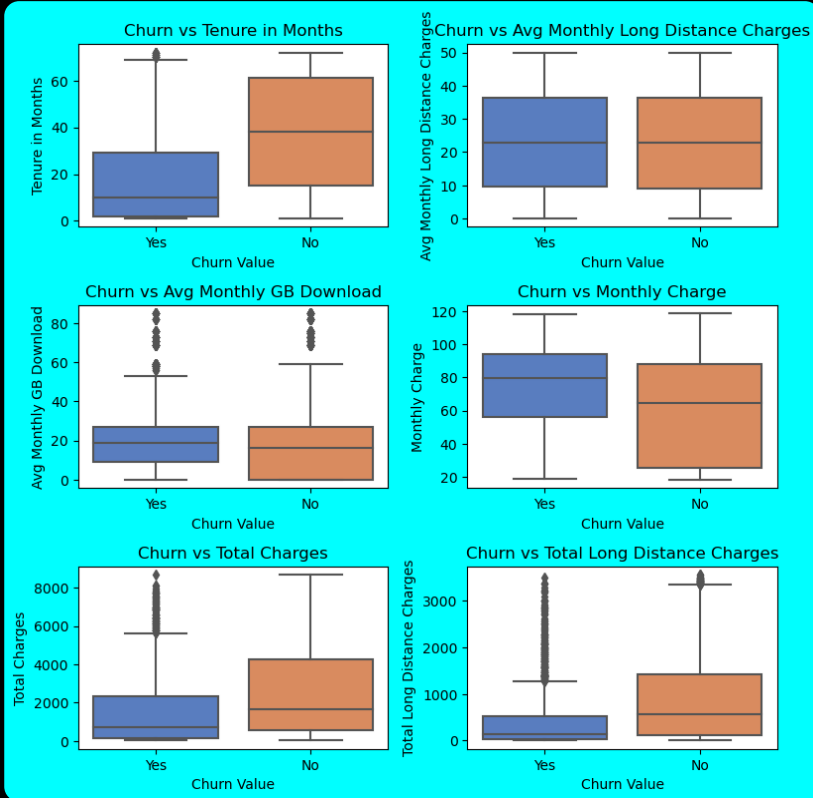 Churn vs Tenure in Months
Tenure in Months
60
40
20
0
Yes
No
Churn Value
Churn vs Avg Monthly Long Distance Charges
Avg Monthly Long Distance Charges
50
40
30
20
10
0
Yes
No
Churn Value
Churn vs Avg Monthly GB Download
Avg Monthly GB Download
80
60
40
20
0
Yes
No
Churn Value
Churn vs Monthly Charge
Monthly Charge
120
100
80
60
40
20
Yes
No
Churn Value
Churn vs Total Charges
Total Charges
8000
6000
4000
2000
0
Yes
No
Churn Value
Churn vs Total Long Distance Charges
Total Long Distance Charges
3000
2000
1000
0
Yes
No
Churn Value